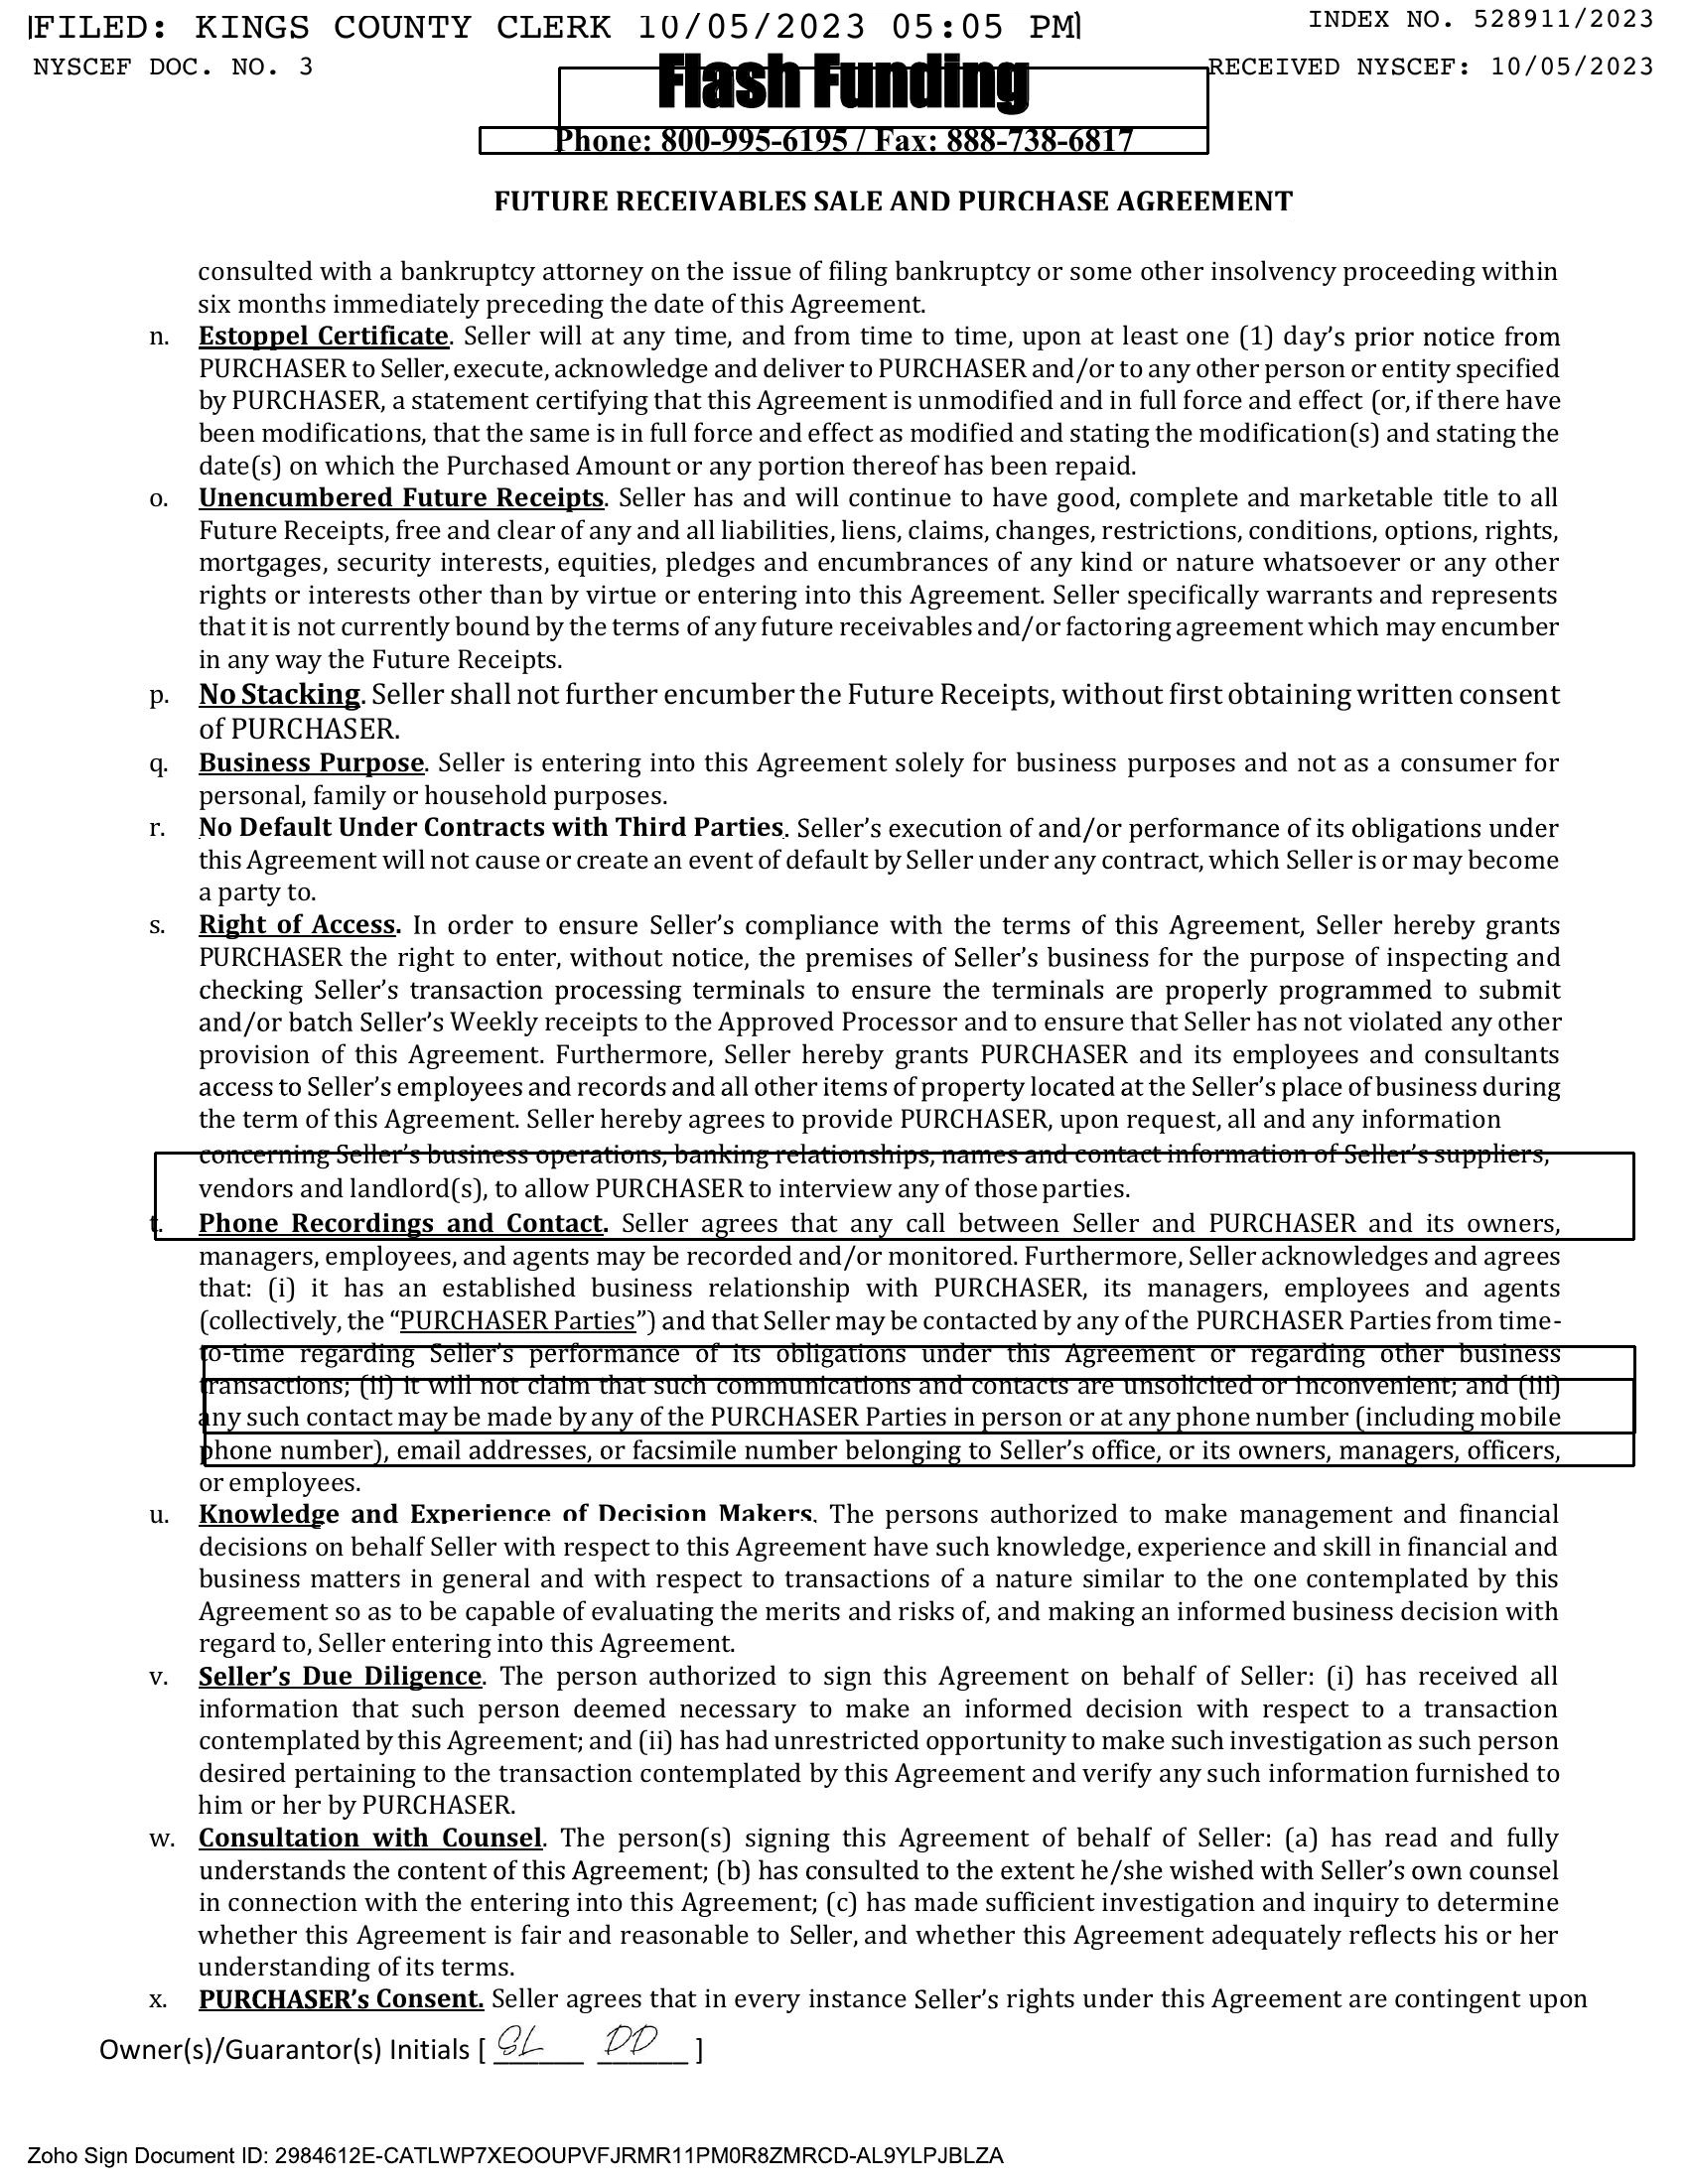 FILED: KINGS COUNTY CLERK 10/05/2023 05:05 PM
INDEX NO. 528911/2023
NYSCEF DOC. NO. 3
RECEIVED NYSCEF: 10/05/2023
Flash Funding
Phone: 800-995-6195 / Fax: 888-738-6817
FUTURE RECEIVABLES SALE AND PURCHASE AGREEMENT
consulted with a bankruptcy attorney on the issue of filing bankruptcy or some other insolvency proceeding within
six months immediately preceding the date of this Agreement.
n. Estoppel Certificate. Seller will at any time, and from time to time, upon at least one (1) day's prior notice from
PURCHASER to Seller, execute, acknowledge and deliver to PURCHASER and/or to any other person or entity specified
by PURCHASER, a statement certifying that this Agreement is unmodified and in full force and effect (or, if there have
been modifications, that the same is in full force and effect as modified and stating the modification(s) and stating the
date(s) on which the Purchased Amount or any portion thereof has been repaid.
o. Unencumbered Future Receipts. Seller has and will continue to have good, complete and marketable title to all
Future Receipts, free and clear of any and all liabilities, liens, claims, changes, restrictions, conditions, options, rights,
mortgages, security interests, equities, pledges and encumbrances of any kind or nature whatsoever or any other
rights or interests other than by virtue or entering into this Agreement. Seller specifically warrants and represents
that it is not currently bound by the terms of any future receivables and/or factoring agreement which may encumber
in any way the Future Receipts.
p. No Stacking. Seller shall not further encumber the Future Receipts, without first obtaining written consent
of PURCHASER.
q. Business Purpose. Seller is entering into this Agreement solely for business purposes and not as a consumer for
personal, family or household purposes.
r. No Default Under Contracts with Third Parties. Seller's execution of and/or performance of its obligations under
this Agreement will not cause or create an event of default by Seller under any contract, which Seller is or may become
a party to.
s. Right of Access. In order to ensure Seller's compliance with the terms of this Agreement, Seller hereby grants
PURCHASER the right to enter, without notice, the premises of Seller's business for the purpose of inspecting and
checking Seller's transaction processing terminals to ensure the terminals are properly programmed to submit
and/or batch Seller's Weekly receipts to the Approved Processor and to ensure that Seller has not violated any other
provision of this Agreement. Furthermore, Seller hereby grants PURCHASER and its employees and consultants
access to Seller's employees and records and all other items of property located at the Seller's place of business during
the term of this Agreement. Seller hereby agrees to provide PURCHASER, upon request, all and any information
concerning Seller's business operations, banking relationships, names and contact information of Seller's suppliers,
vendors and landlord(s), to allow PURCHASER to interview any of those parties.
t. Phone Recordings and Contact. Seller agrees that any call between Seller and PURCHASER and its owners,
managers, employees, and agents may be recorded and/or monitored. Furthermore, Seller acknowledges and agrees
that: (i) it has an established business relationship with PURCHASER, its managers, employees and agents
(collectively, the "PURCHASER Parties") and that Seller may be contacted by any of the PURCHASER Parties from time-
to-time regarding Seller's performance of its obligations under this Agreement or regarding other business
transactions; (ii) it will not claim that such communications and contacts are unsolicited or inconvenient; and (iii)
any such contact may be made by any of the PURCHASER Parties in person or at any phone number (including mobile
phone number), email addresses, or facsimile number belonging to Seller's office, or its owners, managers, officers,
or employees.
u. Knowledge and Experience of Decision Makers. The persons authorized to make management and financial
decisions on behalf Seller with respect to this Agreement have such knowledge, experience and skill in financial and
business matters in general and with respect to transactions of a nature similar to the one contemplated by this
Agreement so as to be capable of evaluating the merits and risks of, and making an informed business decision with
regard to, Seller entering into this Agreement.
v. Seller's Due Diligence. The person authorized to sign this Agreement on behalf of Seller: (i) has received all
information that such person deemed necessary to make an informed decision with respect to a transaction
contemplated by this Agreement; and (ii) has had unrestricted opportunity to make such investigation as such person
desired pertaining to the transaction contemplated by this Agreement and verify any such information furnished to
him or her by PURCHASER.
w. Consultation with Counsel. The person(s) signing this Agreement of behalf of Seller: (a) has read and fully
understands the content of this Agreement; (b) has consulted to the extent he/she wished with Seller's own counsel
in connection with the entering into this Agreement; (c) has made sufficient investigation and inquiry to determine
whether this Agreement is fair and reasonable to Seller, and whether this Agreement adequately reflects his or her
understanding of its terms.
x. PURCHASER's Consent. Seller agrees that in every instance Seller's rights under this Agreement are contingent upon
Owner(s)/Guarantor(s) Initials [ SL DD ]
Zoho Sign Document ID: 2984612E-CATLWP7XEOOUPVFJRMR11PM0R8ZMRCD-AL9YLPJBLZA